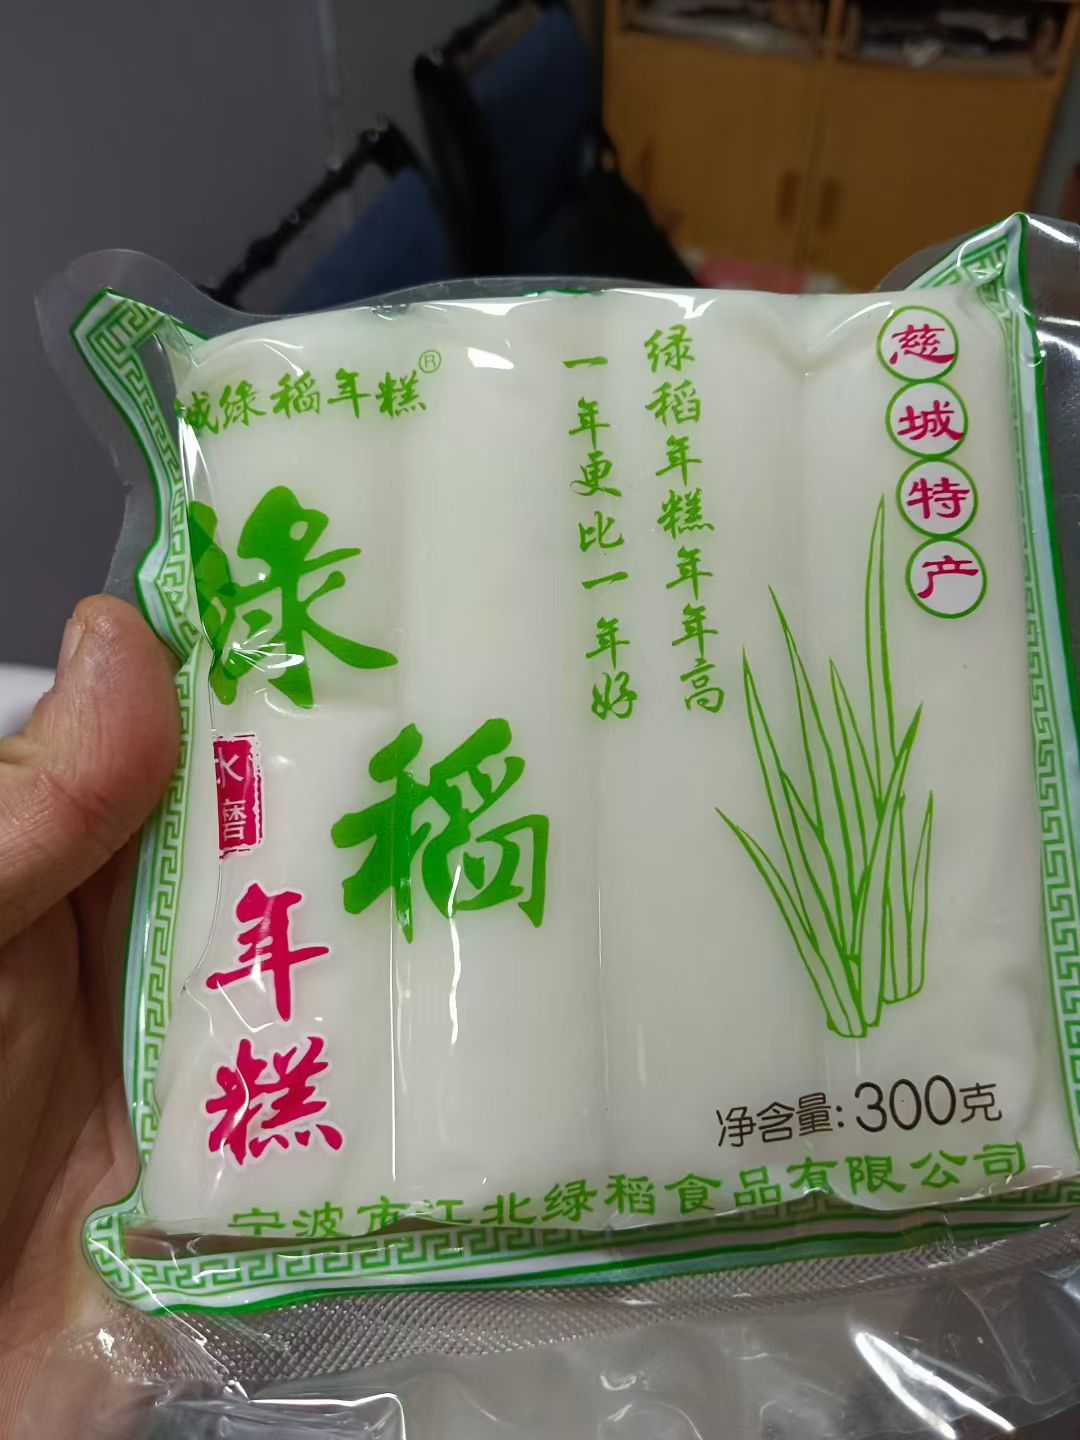 城绿稻年糕®
绿稻
水磨
年糕
绿稻年糕年年高
一年更比一年好
慈城特产
净含量:300克
宁波市江北绿稻食品有限公司